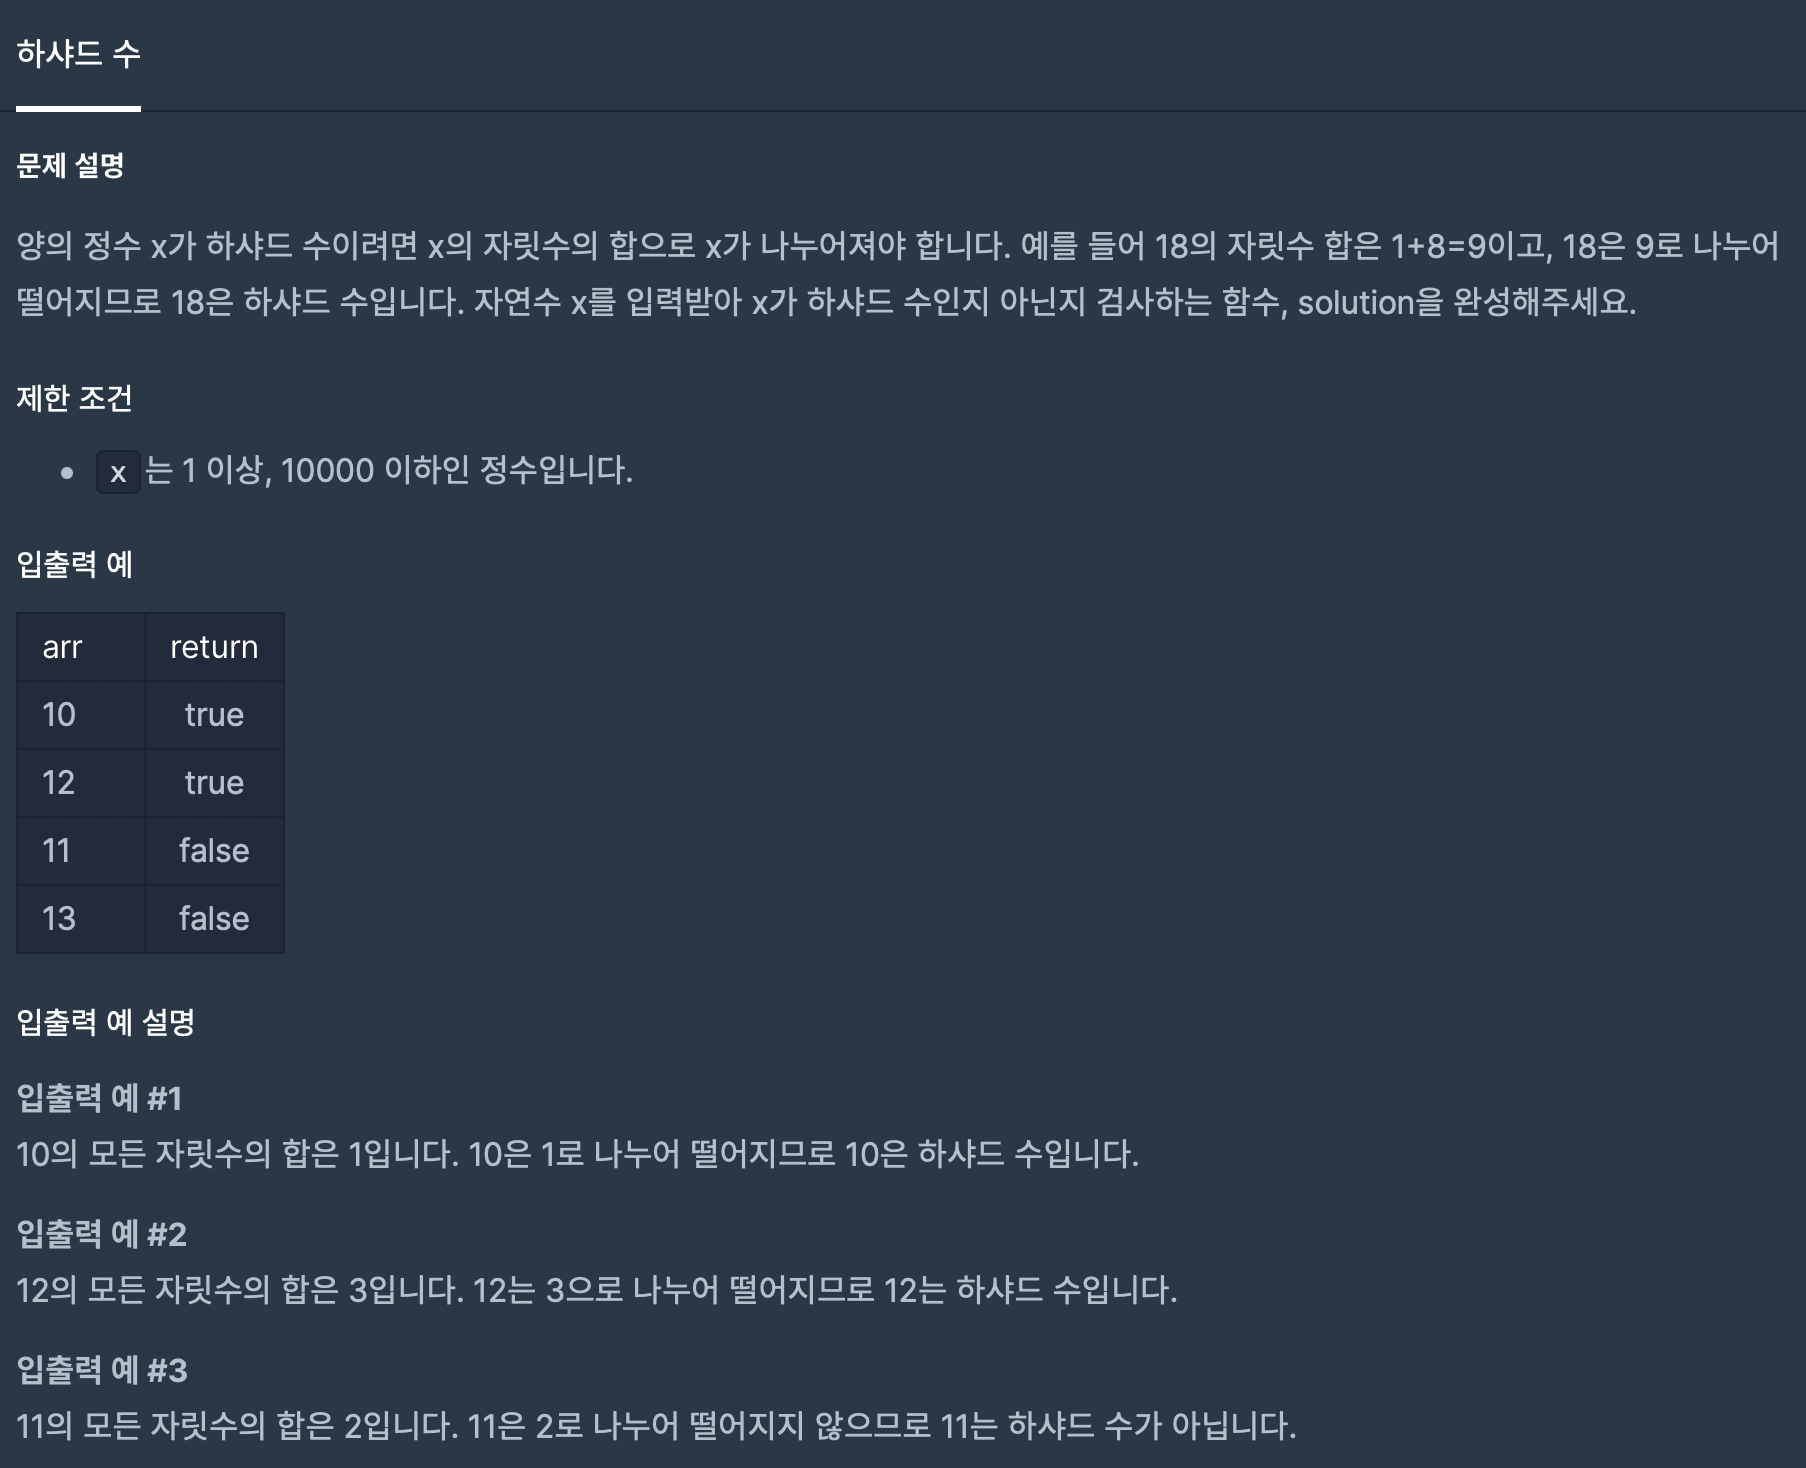 하샤드 수
문제 설명
양의 정수 x가 하샤드 수이려면 x의 자릿수의 합으로 x가 나누어져야 합니다. 예를 들어 18의 자릿수 합은 1+8=9이고, 18은 9로 나누어
떨어지므로 18은 하샤드 수입니다. 자연수 x를 입력받아 x가 하샤드 수인지 아닌지 검사하는 함수, solution을 완성해주세요.
제한 조건
• x는 1 이상, 10000 이하인 정수입니다.
입출력 예
arr return
10 true
12 true
11 false
13 false
입출력 예 설명
입출력 예 #1
10의 모든 자릿수의 합은 1입니다. 10은 1로 나누어 떨어지므로 10은 하샤드 수입니다.
입출력 예 #2
12의 모든 자릿수의 합은 3입니다. 12는 3으로 나누어 떨어지므로 12는 하샤드 수입니다.
입출력 예 #3
11의 모든 자릿수의 합은 2입니다. 11은 2로 나누어 떨어지지 않으므로 11는 하샤드 수가 아닙니다.